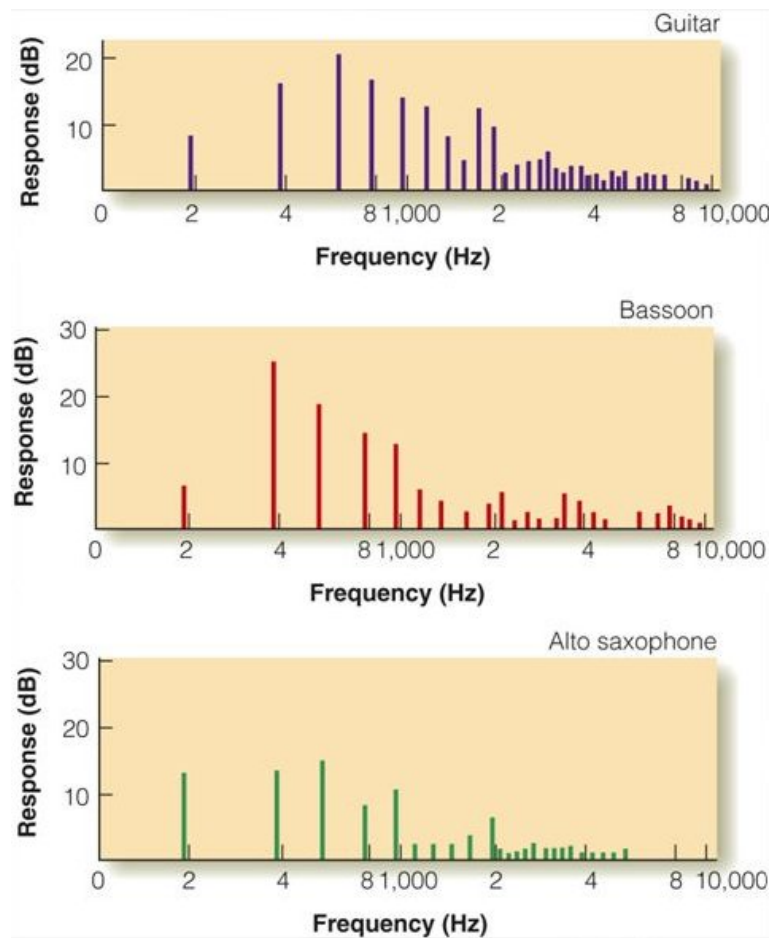 Guitar
Response (dB)
20
10
0 2 4 8 1,000 2 4 8 10,000
Frequency (Hz)
Bassoon
Response (dB)
30
20
10
0 2 4 8 1,000 2 4 8 10,000
Frequency (Hz)
Alto saxophone
Response (dB)
30
20
10
0 2 4 8 1,000 2 4 8 10,000
Frequency (Hz)